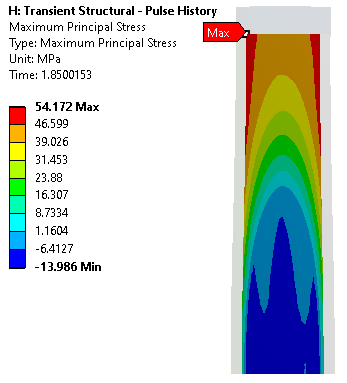 H: Transient Structural - Pulse History
Maximum Principal Stress
Type: Maximum Principal Stress
Unit: MPa
Time: 1.8500153
Max
54.172 Max
46.599
39.026
31.453
23.88
16.307
8.7334
1.1604
-6.4127
-13.986 Min